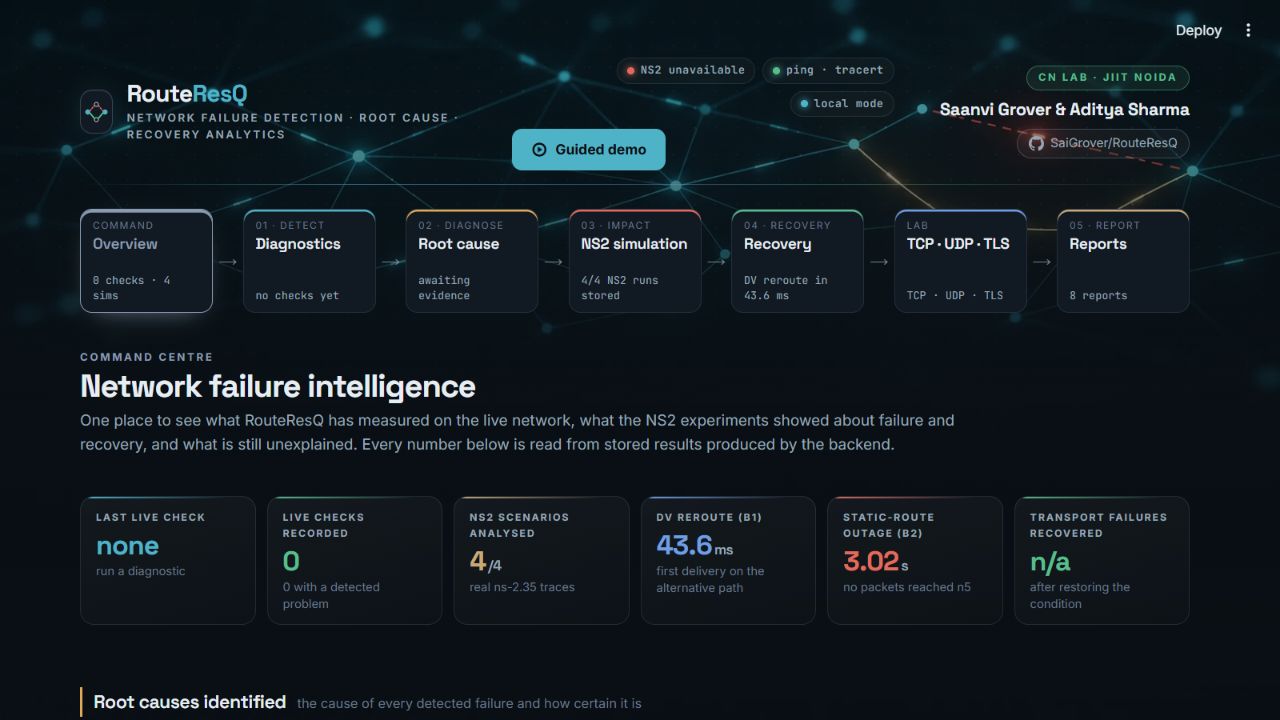 Deploy
RouteResQ
NETWORK FAILURE DETECTION · ROOT CAUSE ·
RECOVERY ANALYTICS
Guided demo
NS2 unavailable
ping · tracert
local mode
CN LAB · JIIT NOIDA
Saanvi Grover & Aditya Sharma
SaiGrover/RouteResQ
COMMAND
Overview
0 checks · 4
sims
→
01 · DETECT
Diagnostics
no checks yet
→
02 · DIAGNOSE
Root cause
awaiting
evidence
→
03 · IMPACT
NS2 simulation
4/4 NS2 runs
stored
→
04 · RECOVERY
Recovery
DV reroute in
43.6 ms
→
LAB
TCP · UDP · TLS
TCP · UDP · TLS
→
05 · REPORT
Reports
8 reports
COMMAND CENTRE
Network failure intelligence
One place to see what RouteResQ has measured on the live network, what the NS2 experiments showed about failure and
recovery, and what is still unexplained. Every number below is read from stored results produced by the backend.
LAST LIVE CHECK
none
run a diagnostic
LIVE CHECKS
RECORDED
0
0 with a detected
problem
NS2 SCENARIOS
ANALYSED
4/4
real ns-2.35 traces
DV REROUTE (B1)
43.6 ms
first delivery on the
alternative path
STATIC-ROUTE
OUTAGE (B2)
3.02 s
no packets reached n5
TRANSPORT FAILURES
RECOVERED
n/a
after restoring the
condition
Root causes identified the cause of every detected failure and how certain it is